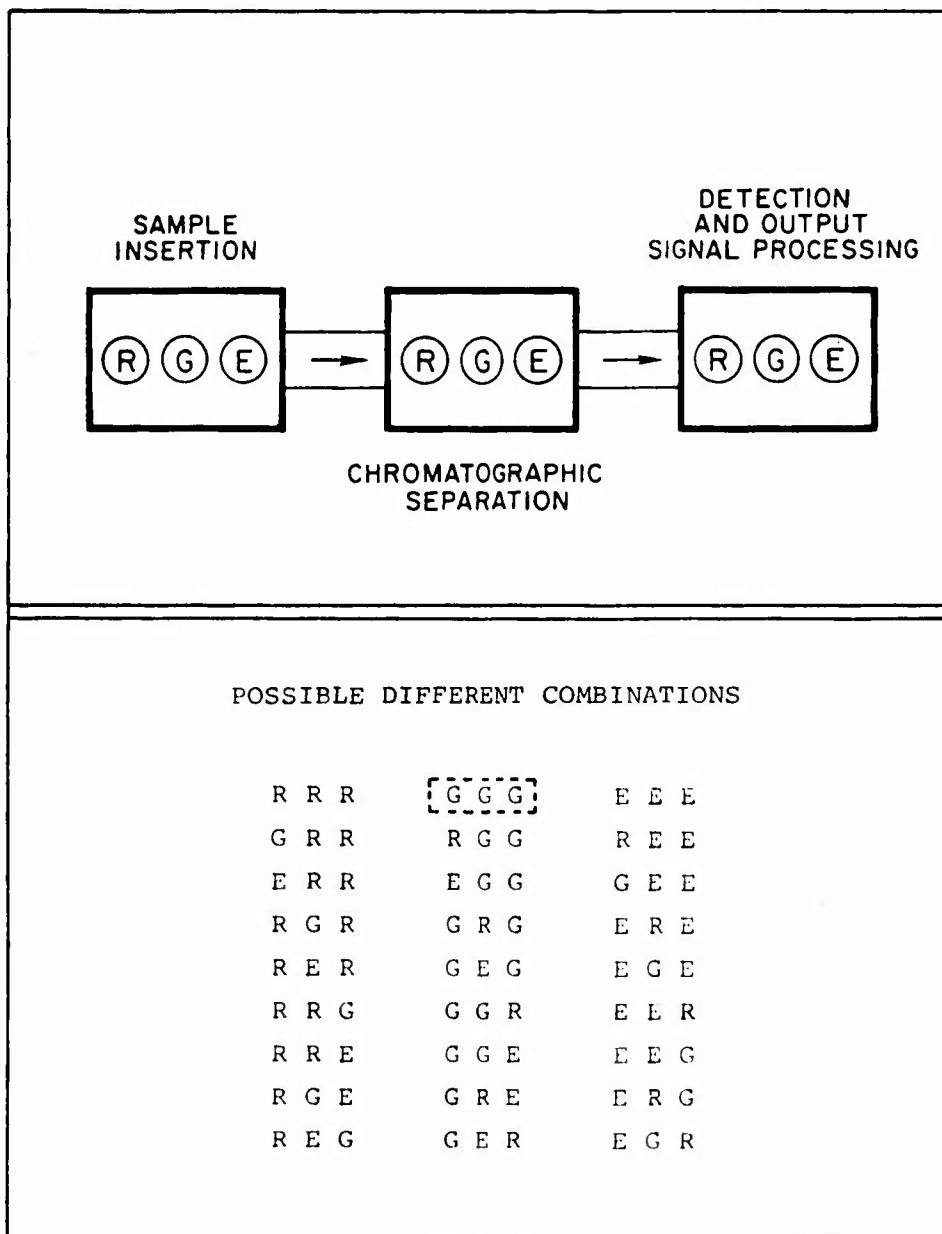 SAMPLE
INSERTION
DETECTION
AND OUTPUT
SIGNAL PROCESSING
R G E → R G E → R G E
CHROMATOGRAPHIC
SEPARATION
POSSIBLE DIFFERENT COMBINATIONS
R R R G G G E E E
G R R R G G R E E
E R R E G G G E E
R G R G R G E R E
R E R G E G E G E
R R G G G R E E R
R R E G G E E E G
R G E G R E E R G
R E G G E R E G R